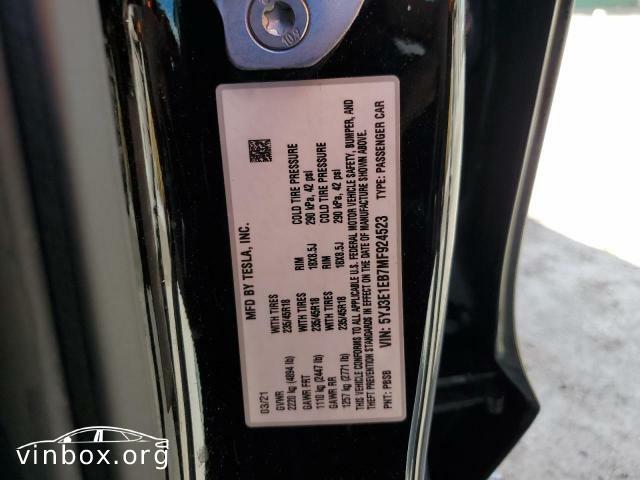 10.9
MFD BY TESLA, INC.
03/21
GVWR WITH TIRES RIM COLD TIRE PRESSURE
2220 kg (4894 lb) 235/45R18 18X8.5J 290 kPa, 42 psi
GAWR FRT WITH TIRES RIM COLD TIRE PRESSURE
1110 kg (2447 lb) 235/45R18 18X8.5J 290 kPa, 42 psi
GAWR RR
1257 kg (2771 lb) WITH TIRES 235/45R18
THIS VEHICLE CONFORMS TO ALL APPLICABLE U.S. FEDERAL MOTOR VEHICLE SAFETY, BUMPER, AND
THEFT PREVENTION STANDARDS IN EFFECT ON THE DATE OF MANUFACTURE SHOWN ABOVE.
VIN: 5YJ3E1EB7MF924523 TYPE: PASSENGER CAR
PNT: PBSB
vinbox.org